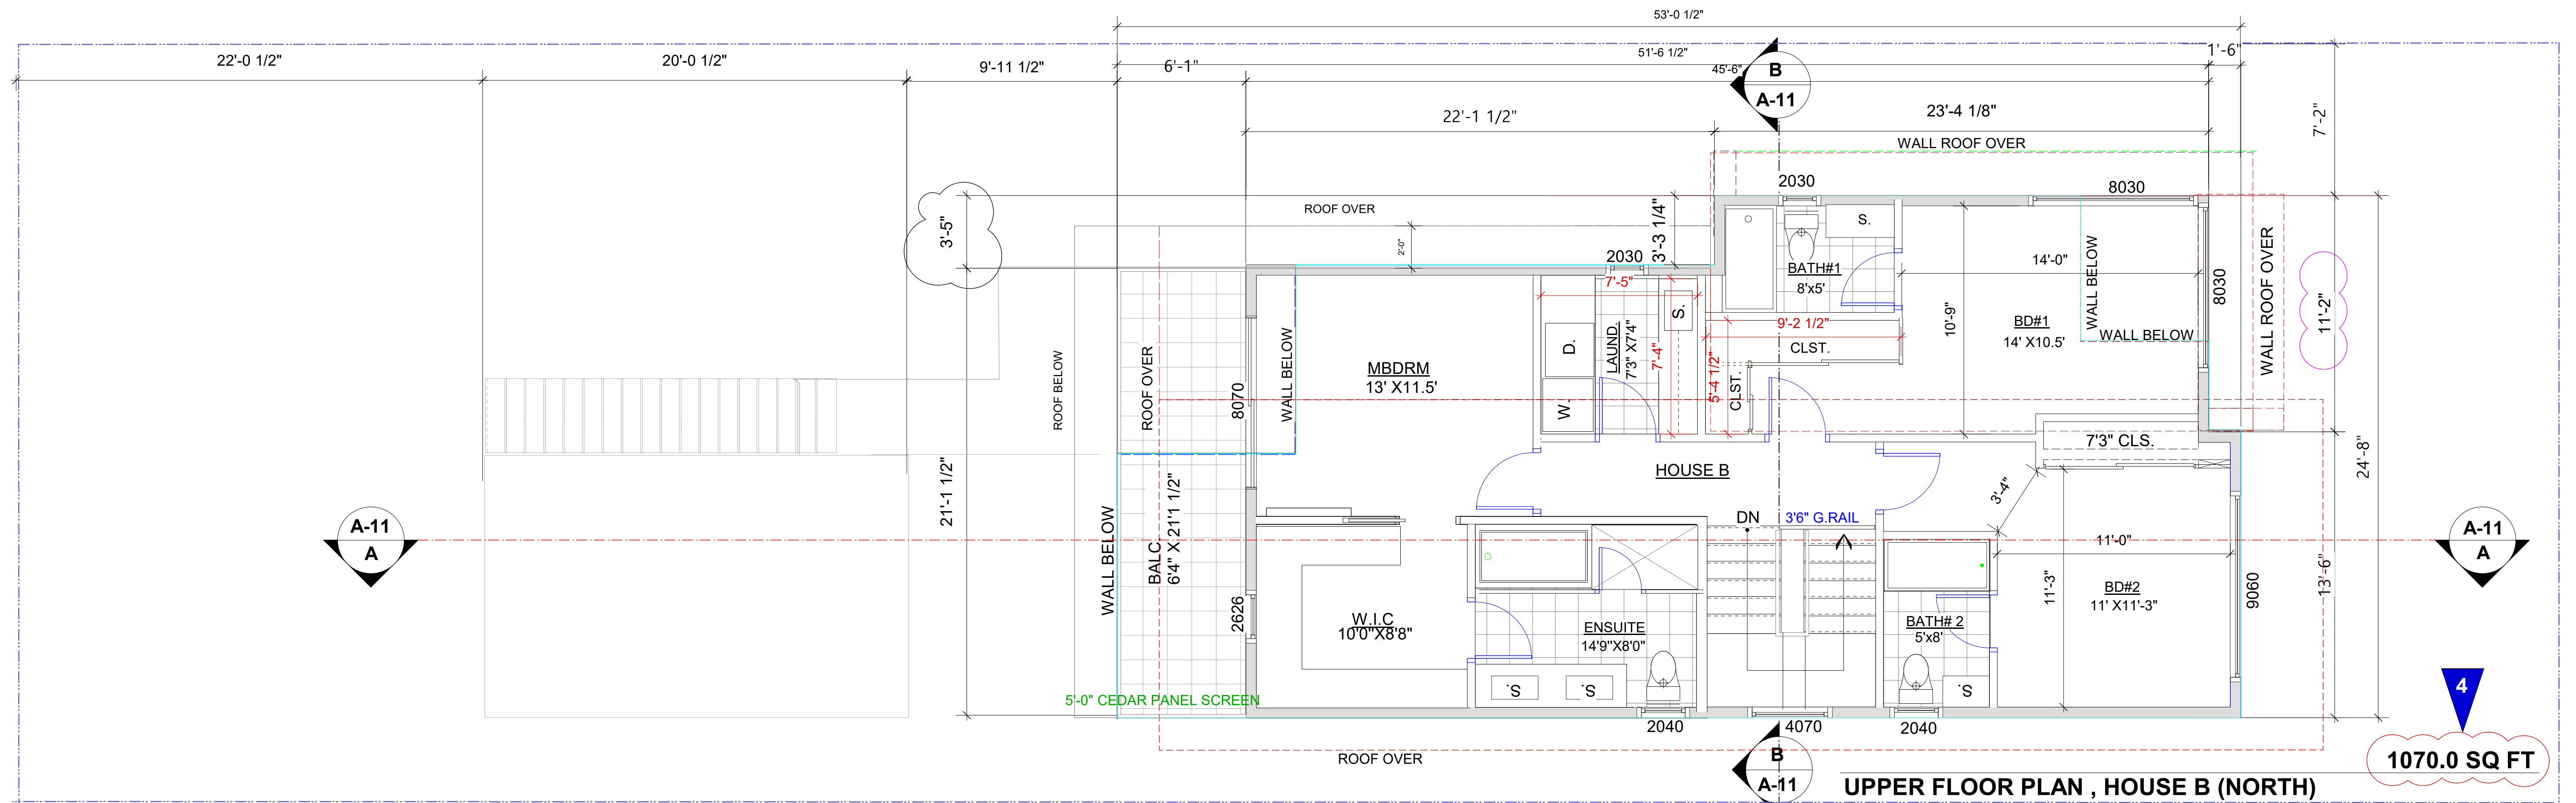 53'-0 1/2"
51'-6 1/2"
1'-6"
22'-0 1/2"
20'-0 1/2"
9'-11 1/2"
6'-1"
45'-6"
B
A-11
22'-1 1/2"
23'-4 1/8"
7'-2"
WALL ROOF OVER
2030
8030
ROOF OVER
3'-5"
2'-0"
3'-3 1/4"
2030
7'-5"
S.
BATH#1
8'x5'
14'-0"
WALL BELOW
8030
WALL ROOF OVER
11'-2"
10'-9"
BD#1
14' X10.5'
WALL BELOW
9'-2 1/2"
CLST.
CLST.
5'-4 1/2"
S.
7'-4"
LAUND.
7'3" X7'4"
D.
W.
MBDRM
13' X11.5'
WALL BELOW
8070
ROOF OVER
ROOF BELOW
7'3" CLS.
24'-8"
HOUSE B
21'-1 1/2"
3'-4"
DN
3'6" G.RAIL
A-11
A
A-11
A
11'-0"
11'-3"
BD#2
11' X11'-3"
9060
13'-6"
WALL BELOW
BALC.
6'4" X 21'1 1/2"
2626
W.I.C
10'0"X8'8"
ENSUITE
14'9"X8'0"
BATH# 2
5'x8'
S.
S.
S.
5'-0" CEDAR PANEL SCREEN
2040
4070
2040
4
ROOF OVER
B
A-11
1070.0 SQ FT
UPPER FLOOR PLAN , HOUSE B (NORTH)